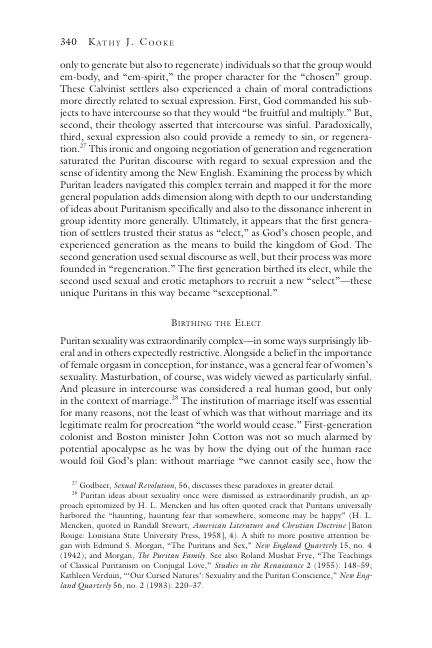 340 Kathy J. Cooke
only to generate but also to regenerate) individuals so that the group would
em-body, and “em-spirit,” the proper character for the “chosen” group.
These Calvinist settlers also experienced a chain of moral contradictions
more directly related to sexual expression. First, God commanded his sub-
jects to have intercourse so that they would “be fruitful and multiply.” But,
second, their theology asserted that intercourse was sinful. Paradoxically,
third, sexual expression also could provide a remedy to sin, or regenera-
tion.27 This ironic and ongoing negotiation of generation and regeneration
saturated the Puritan discourse with regard to sexual expression and the
sense of identity among the New English. Examining the process by which
Puritan leaders navigated this complex terrain and mapped it for the more
general population adds dimension along with depth to our understanding
of ideas about Puritanism specifically and also to the dissonance inherent in
group identity more generally. Ultimately, it appears that the first genera-
tion of settlers trusted their status as “elect,” as God’s chosen people, and
experienced generation as the means to build the kingdom of God. The
second generation used sexual discourse as well, but their process was more
founded in “regeneration.” The first generation birthed its elect, while the
second used sexual and erotic metaphors to recruit a new “select”—these
unique Puritans in this way became “sexceptional.”
Birthing the Elect
Puritan sexuality was extraordinarily complex—in some ways surprisingly lib-
eral and in others expectedly restrictive. Alongside a belief in the importance
of female orgasm in conception, for instance, was a general fear of women’s
sexuality. Masturbation, of course, was widely viewed as particularly sinful.
And pleasure in intercourse was considered a real human good, but only
in the context of marriage.28 The institution of marriage itself was essential
for many reasons, not the least of which was that without marriage and its
legitimate realm for procreation “the world would cease.” First-generation
colonist and Boston minister John Cotton was not so much alarmed by
potential apocalypse as he was by how the dying out of the human race
would foil God’s plan: without marriage “we cannot easily see, how the
27 Godbeer, Sexual Revolution, 56, discusses these paradoxes in greater detail.
28 Puritan ideas about sexuality once were dismissed as extraordinarily prudish, an ap-
proach epitomized by H. L. Mencken and his often quoted crack that Puritans universally
harbored the “haunting, haunting fear that somewhere, someone may be happy” (H. L.
Mencken, quoted in Randall Stewart, American Literature and Christian Doctrine [Baton
Rouge: Louisiana State University Press, 1958], 4). A shift to more positive attention be-
gan with Edmund S. Morgan, “The Puritans and Sex,” New England Quarterly 15, no. 4
(1942); and Morgan, The Puritan Family. See also Roland Mushat Frye, “The Teachings
of Classical Puritanism on Conjugal Love,” Studies in the Renaissance 2 (1955): 148–59;
Kathleen Verduin, “‘Our Cursed Natures’: Sexuality and the Puritan Conscience,” New Eng-
land Quarterly 56, no. 2 (1983): 220–37.